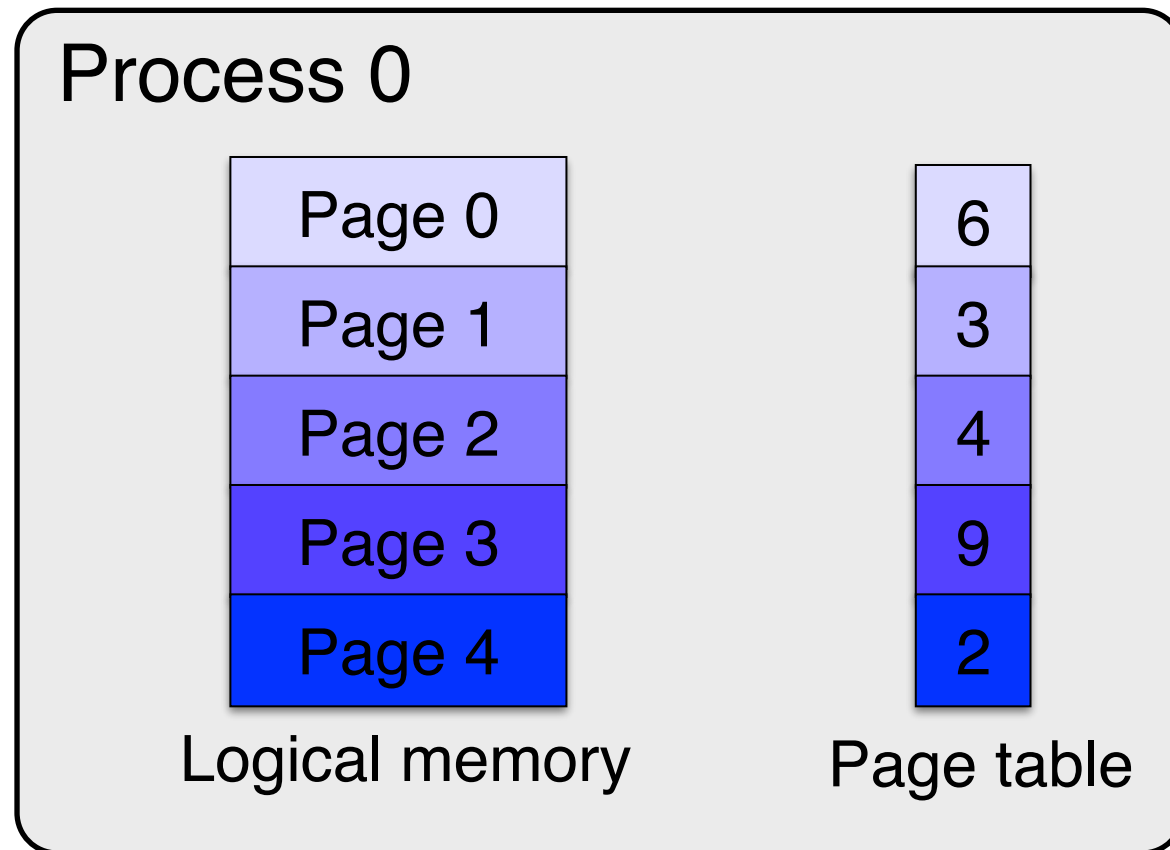 Process 0
Page 0
6
Page 1
3
Page 2
4
Page 3
9
Page 4
2
Logical memory
Page table